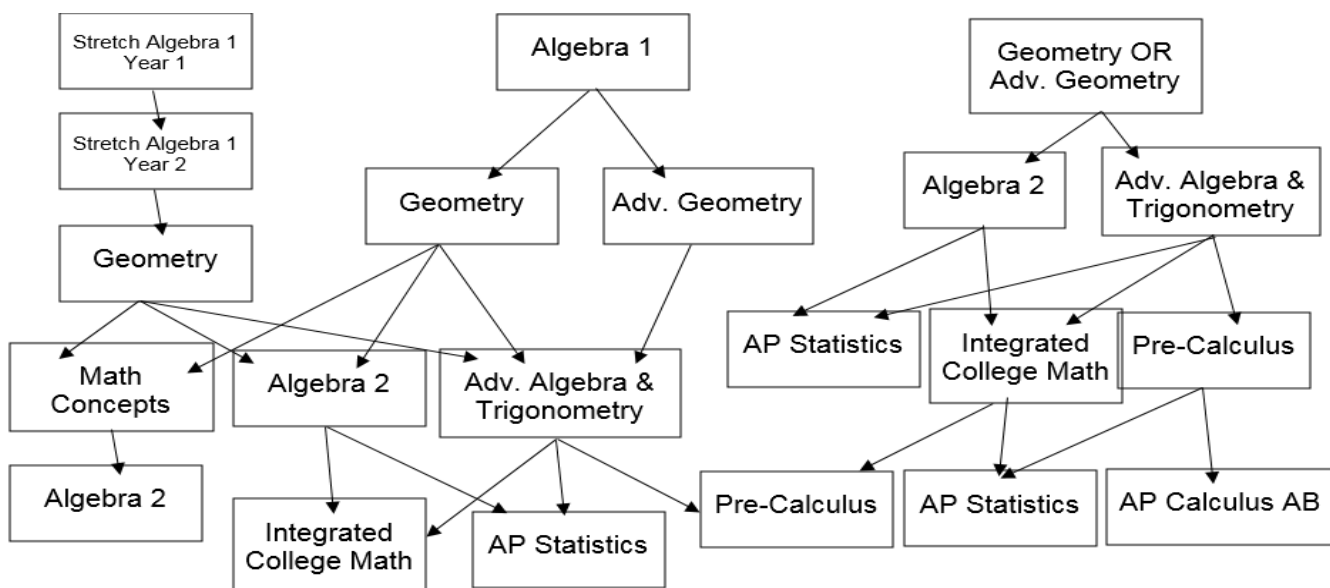 Stretch Algebra 1
Year 1
Algebra 1
Geometry OR
Adv. Geometry
Stretch Algebra 1
Year 2
Geometry
Adv. Geometry
Algebra 2
Adv. Algebra &
Trigonometry
Geometry
Math
Concepts
Algebra 2
Adv. Algebra &
Trigonometry
AP Statistics
Integrated
College Math
Pre-Calculus
Algebra 2
Integrated
College Math
AP Statistics
Pre-Calculus
AP Statistics
AP Calculus AB